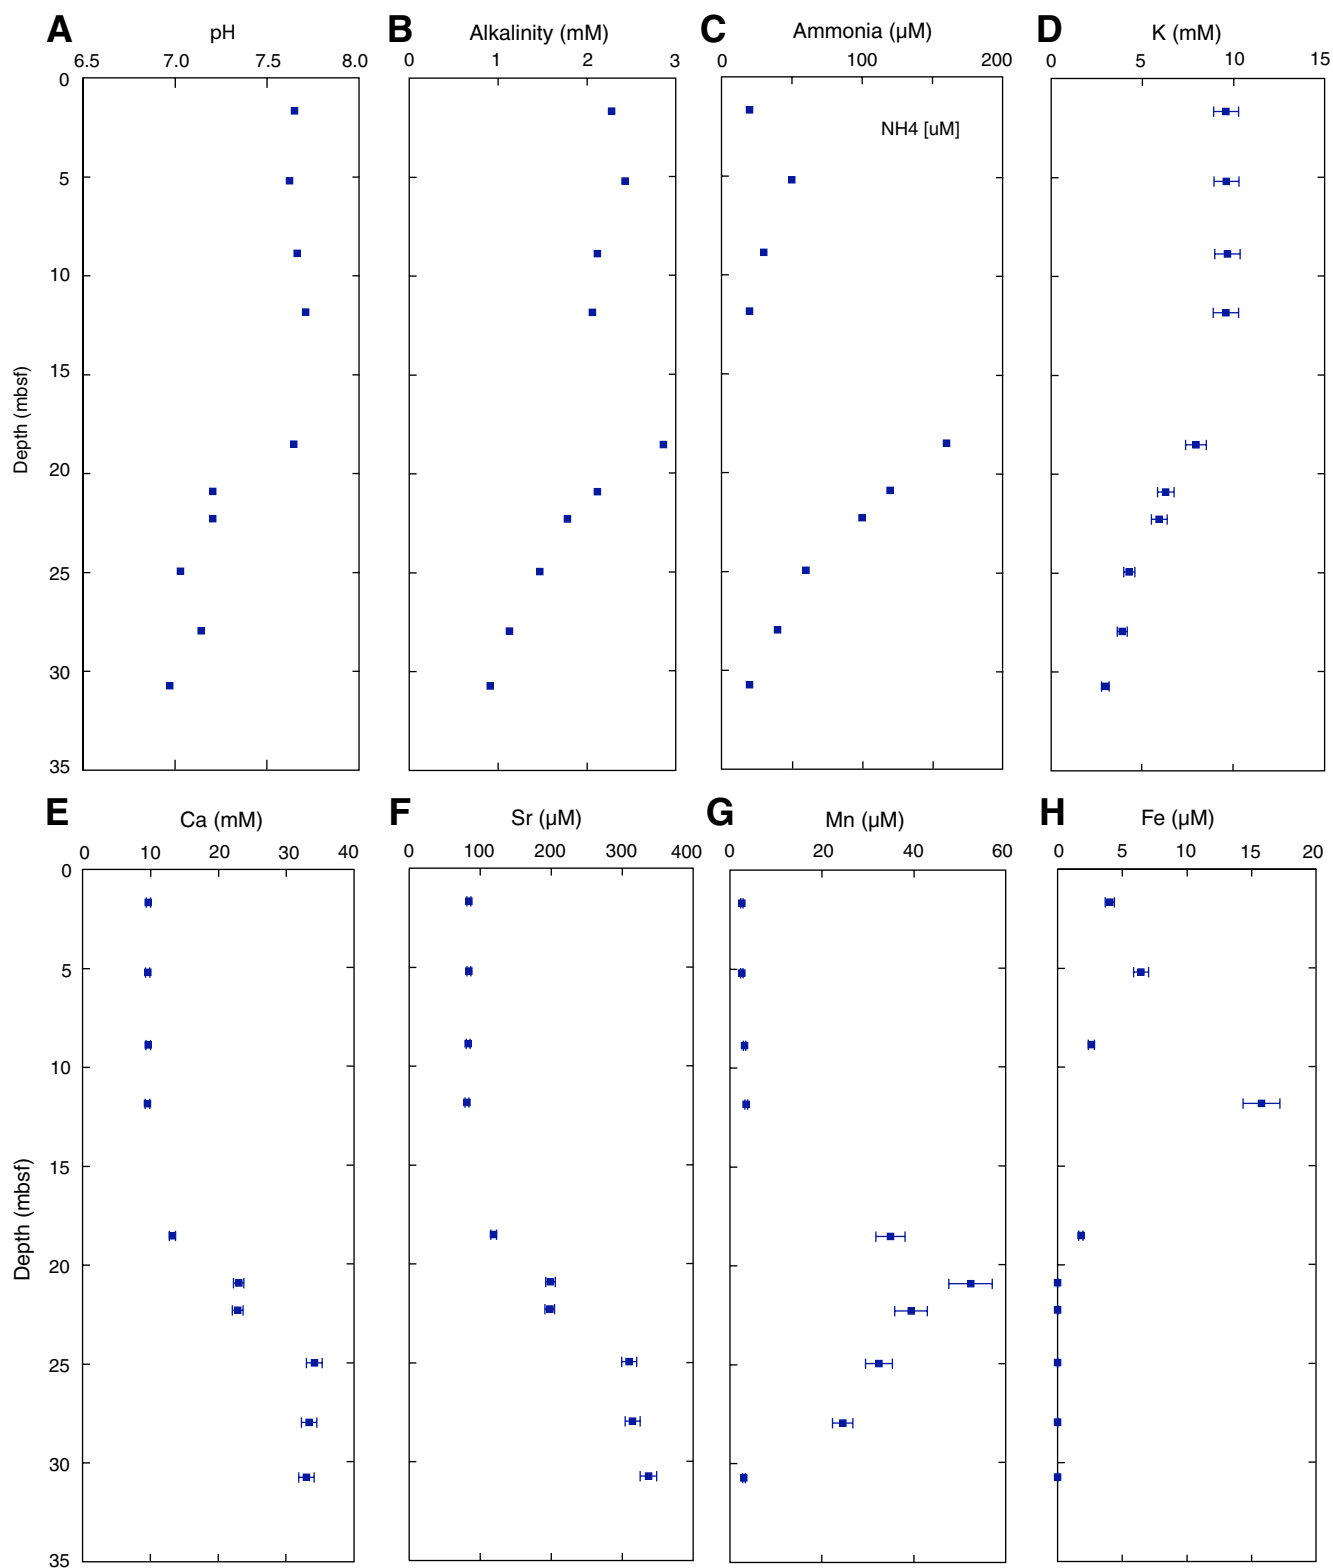 A pH
B Alkalinity (mM)
C Ammonia (µM)
D K (mM)
6.5 7.0 7.5 8.0
0 1 2 3
0 100 200
0 5 10 15
0
5
10
15
20
25
30
35
Depth (mbsf)
NH4 [uM]
E Ca (mM)
F Sr (µM)
G Mn (µM)
H Fe (µM)
0 10 20 30 40
0 100 200 300 400
0 20 40 60
0 5 10 15 20
0
5
10
15
20
25
30
35
Depth (mbsf)